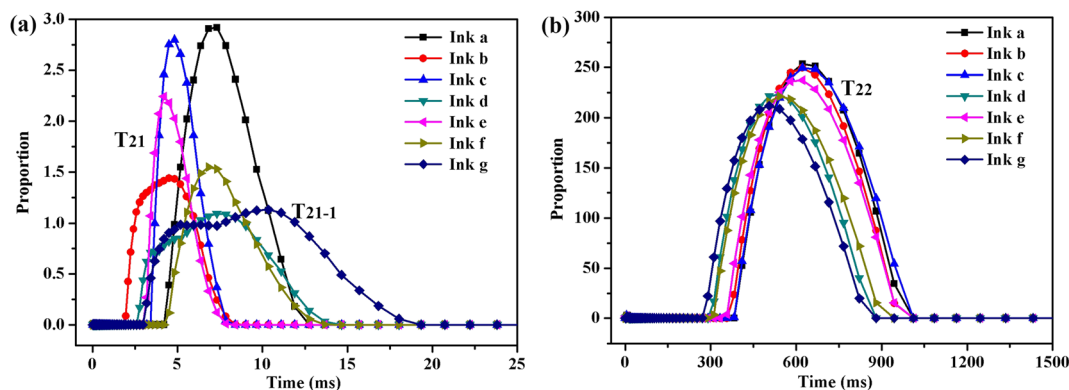 (a)
3.0
2.5
2.0
1.5
1.0
0.5
0.0
Proportion
0 5 10 15 20 25
Time (ms)
T21
T21-1
Ink a
Ink b
Ink c
Ink d
Ink e
Ink f
Ink g
(b)
300
250
200
150
100
50
0
Proportion
0 300 600 900 1200 1500
Time (ms)
T22
Ink a
Ink b
Ink c
Ink d
Ink e
Ink f
Ink g